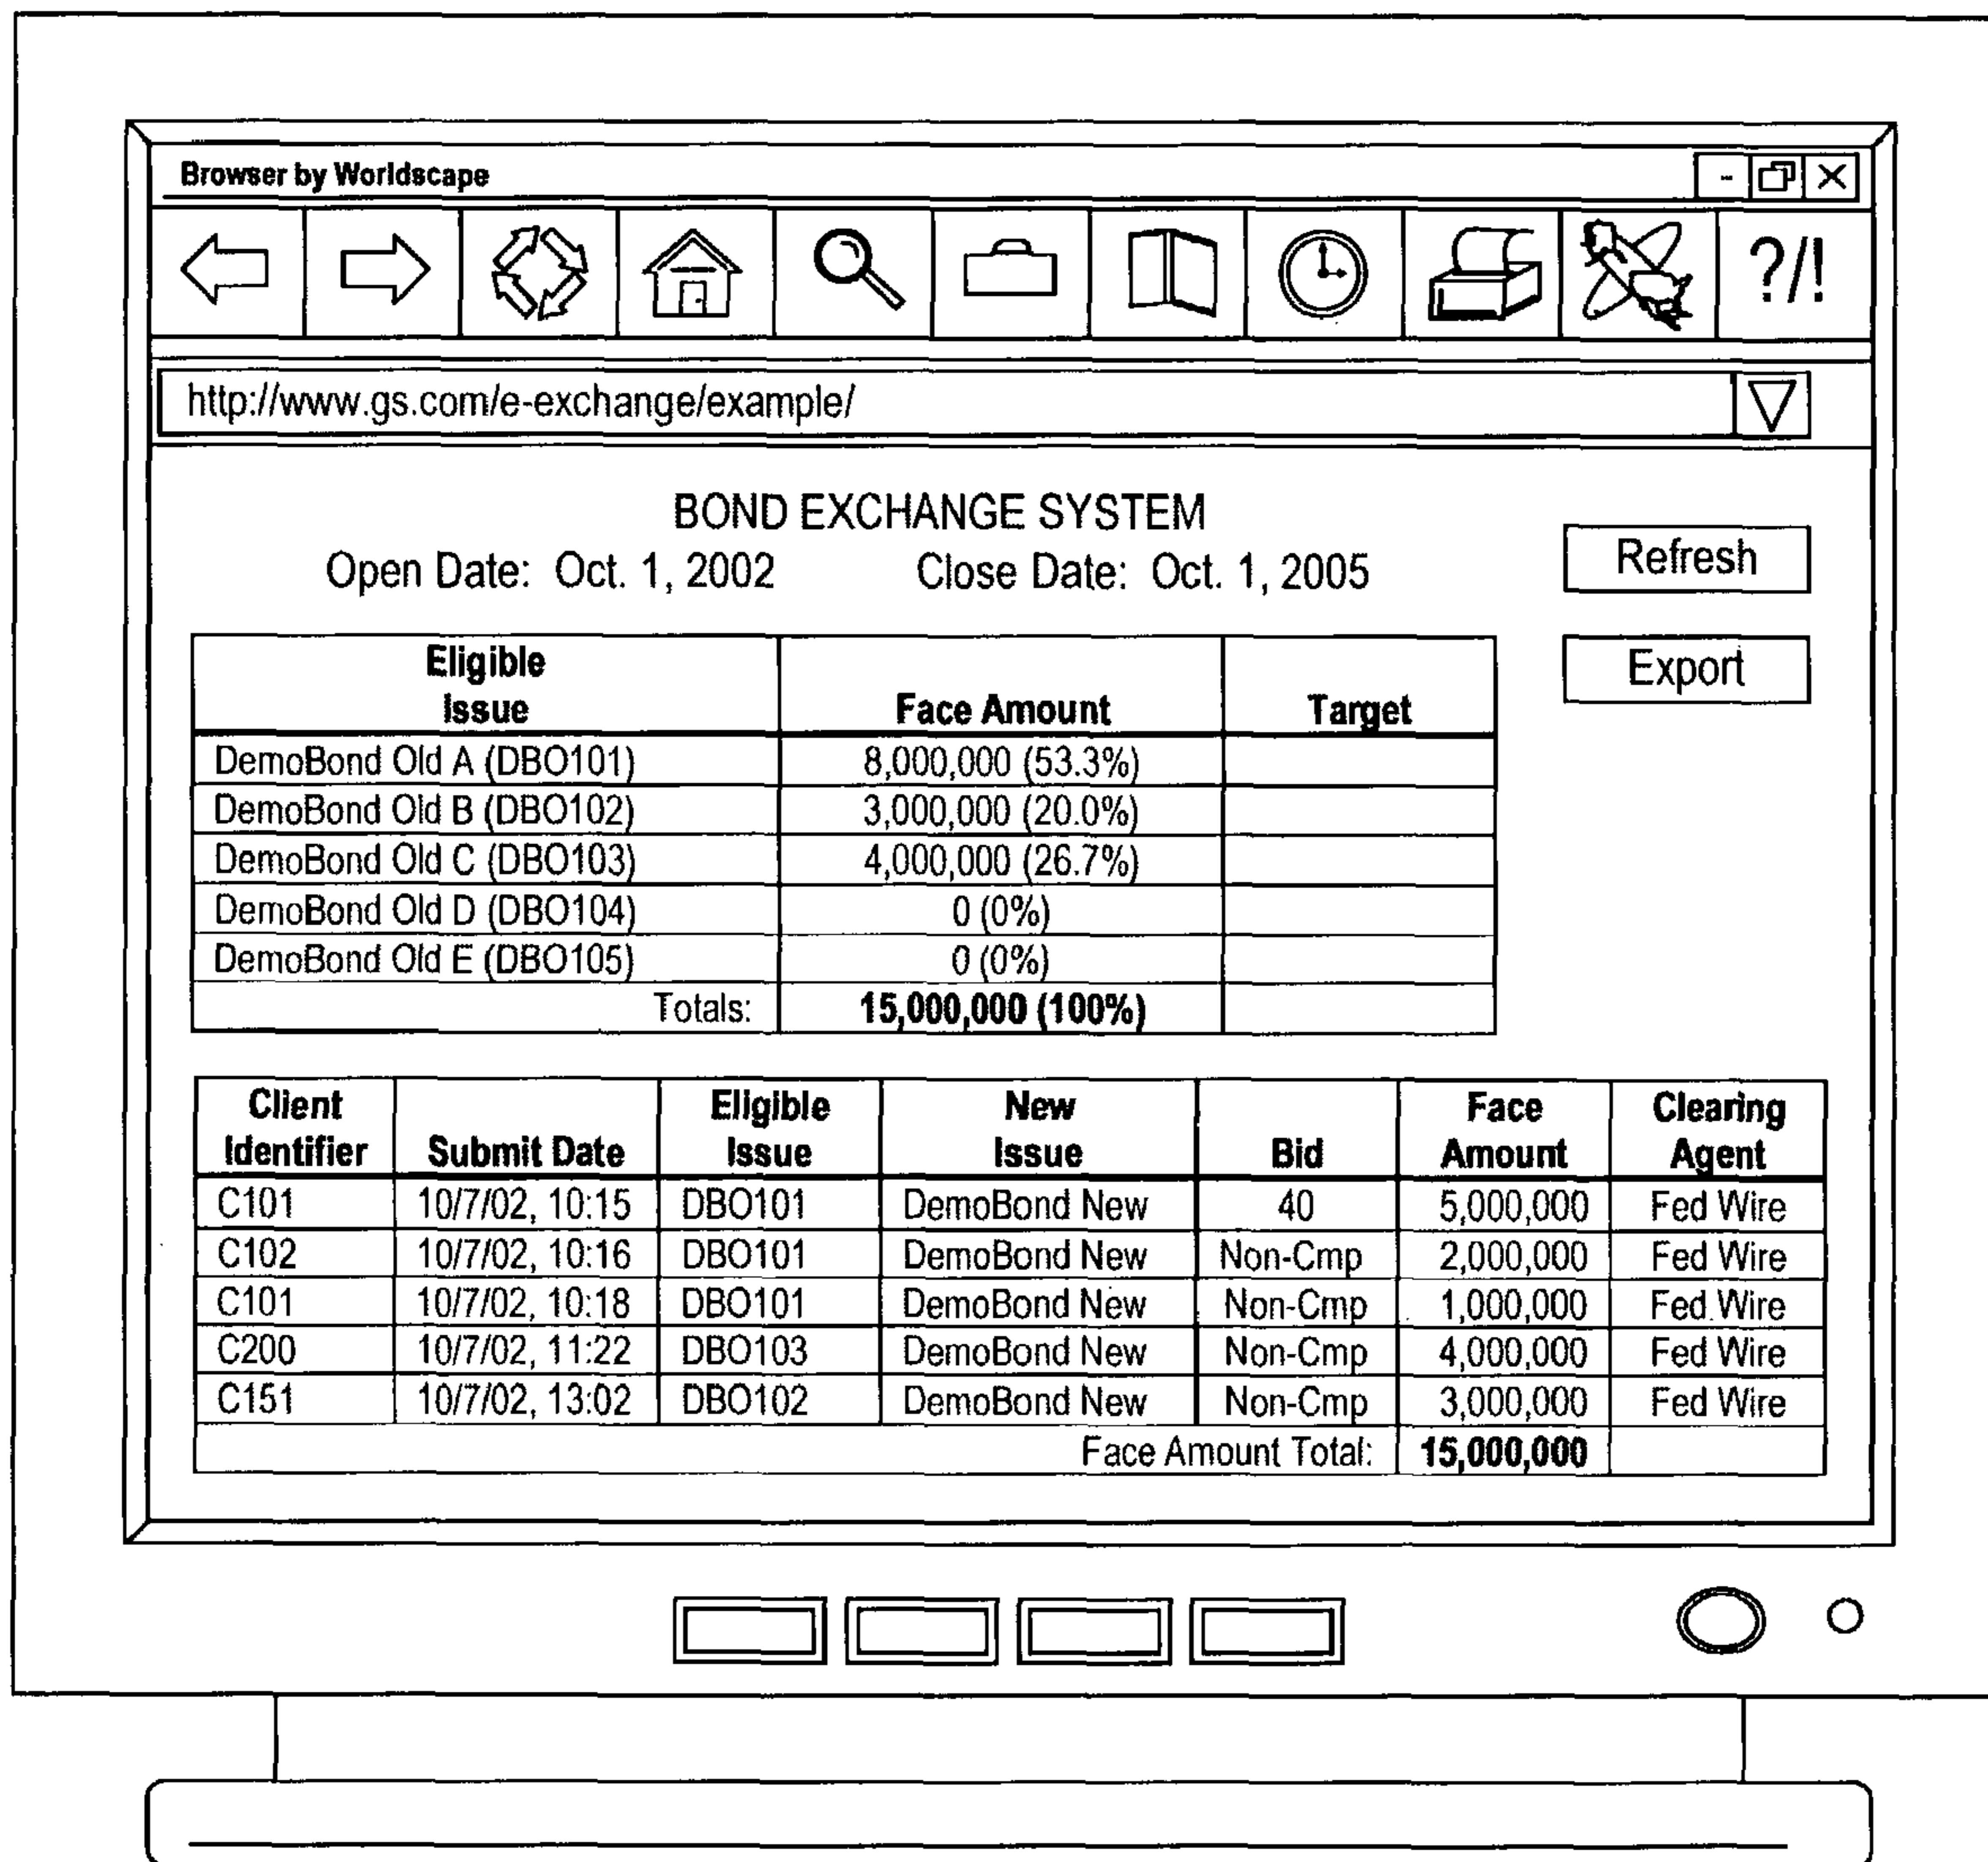 Browser by Worldscape
?/!
http://www.gs.com/e-exchange/example/
BOND EXCHANGE SYSTEM
Open Date: Oct. 1, 2002 Close Date: Oct. 1, 2005
Refresh
Export
Eligible Issue Face Amount Target
DemoBond Old A (DBO101) 8,000,000 (53.3%)
DemoBond Old B (DBO102) 3,000,000 (20.0%)
DemoBond Old C (DBO103) 4,000,000 (26.7%)
DemoBond Old D (DBO104) 0 (0%)
DemoBond Old E (DBO105) 0 (0%)
Totals: 15,000,000 (100%)
Client Identifier Submit Date Eligible Issue New Issue Bid Face Amount Clearing Agent
C101 10/7/02, 10:15 DBO101 DemoBond New 40 5,000,000 Fed Wire
C102 10/7/02, 10:16 DBO101 DemoBond New Non-Cmp 2,000,000 Fed Wire
C101 10/7/02, 10:18 DBO101 DemoBond New Non-Cmp 1,000,000 Fed Wire
C200 10/7/02, 11:22 DBO103 DemoBond New Non-Cmp 4,000,000 Fed Wire
C151 10/7/02, 13:02 DBO102 DemoBond New Non-Cmp 3,000,000 Fed Wire
Face Amount Total: 15,000,000